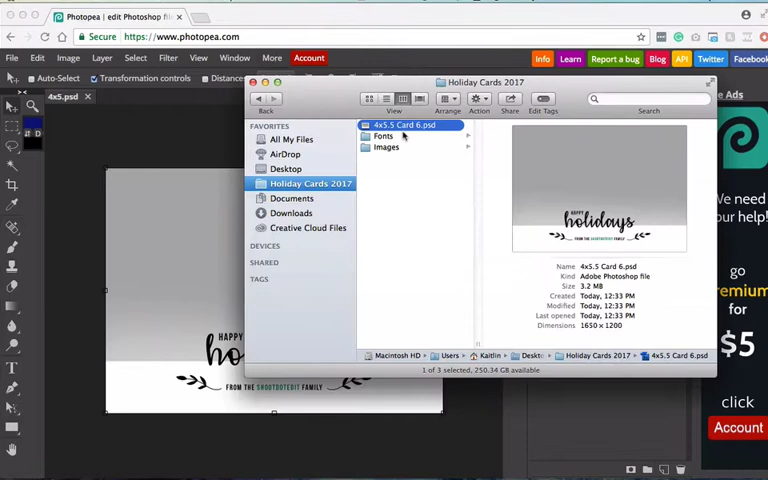 Photopea | edit Photoshop file
Secure https://www.photopea.com
File Edit Image Layer Select Filter View Window More Account
Info Learn Report a bug Blog API Twitter Facebook
Auto-Select Transformation controls Distances
4x5.psd
Holiday Cards 2017
Back View Arrange Action Share Edit Tags Search
FAVORITES
All My Files
AirDrop
Desktop
Holiday Cards 2017
Documents
Downloads
Creative Cloud Files
DEVICES
SHARED
TAGS
4x5.5 Card 6.psd
Fonts
Images
HAPPY
holidays
FROM THE SHOOTDOTEDIT FAMILY
Name 4x5.5 Card 6.psd
Kind Adobe Photoshop file
Size 3.2 MB
Created Today, 12:33 PM
Modified Today, 12:33 PM
Last opened Today, 12:33 PM
Dimensions 1650×1200
Macintosh HD Users Kaitlin Deskto Holiday Cards 2017 4x5.5 Card 6.psd
1 of 3 selected, 250.34 GB available
HAPPY
ho
FROM THE SHOOTDOTEDIT FAMILY
e Ads
We need
our help!
go
remium
for
$5
click
Account